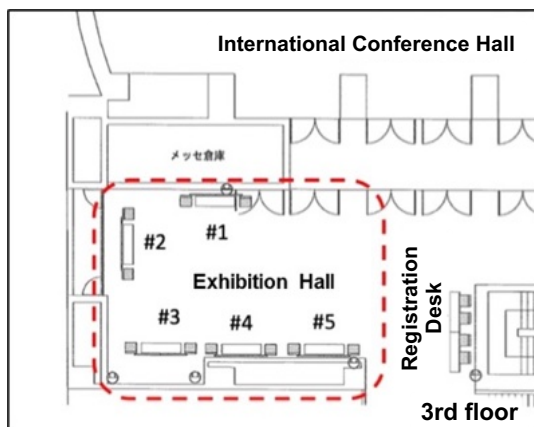 International Conference Hall
メッセ倉庫
#1
#2
Exhibition Hall
#3
#4
#5
Registration
Desk
3rd floor